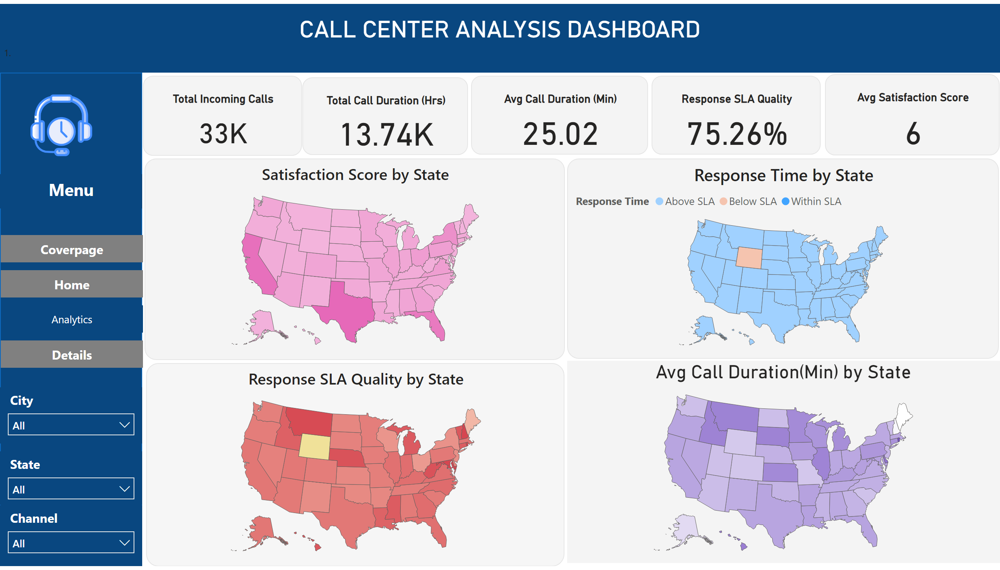 CALL CENTER ANALYSIS DASHBOARD
1.
Total Incoming Calls
33K
Total Call Duration (Hrs)
13.74K
Avg Call Duration (Min)
25.02
Response SLA Quality
75.26%
Avg Satisfaction Score
6
Menu
Coverpage
Home
Analytics
Details
City
All
State
All
Channel
All
Satisfaction Score by State
Response Time by State
Response Time Above SLA Below SLA Within SLA
Response SLA Quality by State
Avg Call Duration(Min) by State